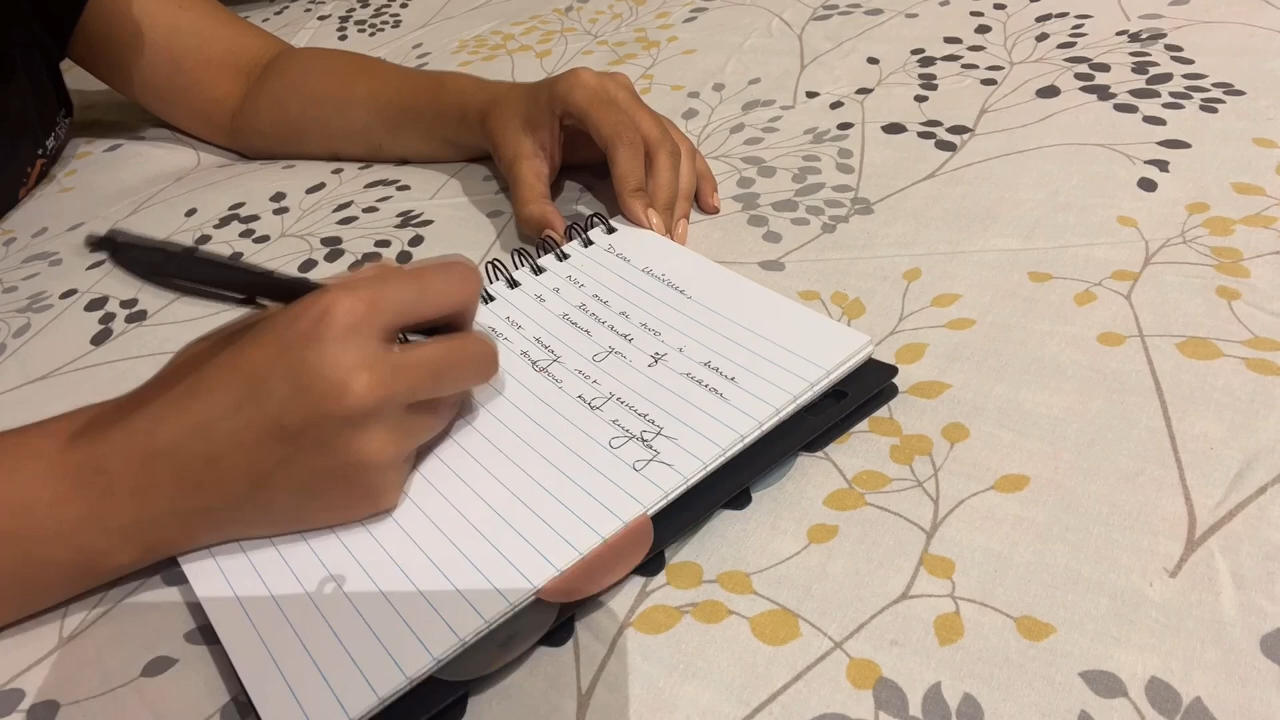 Dear Universe,
Not one or two. i have
a thousands of reason
to thank you.
Not today not yesterday
not tomorrow, but everyday